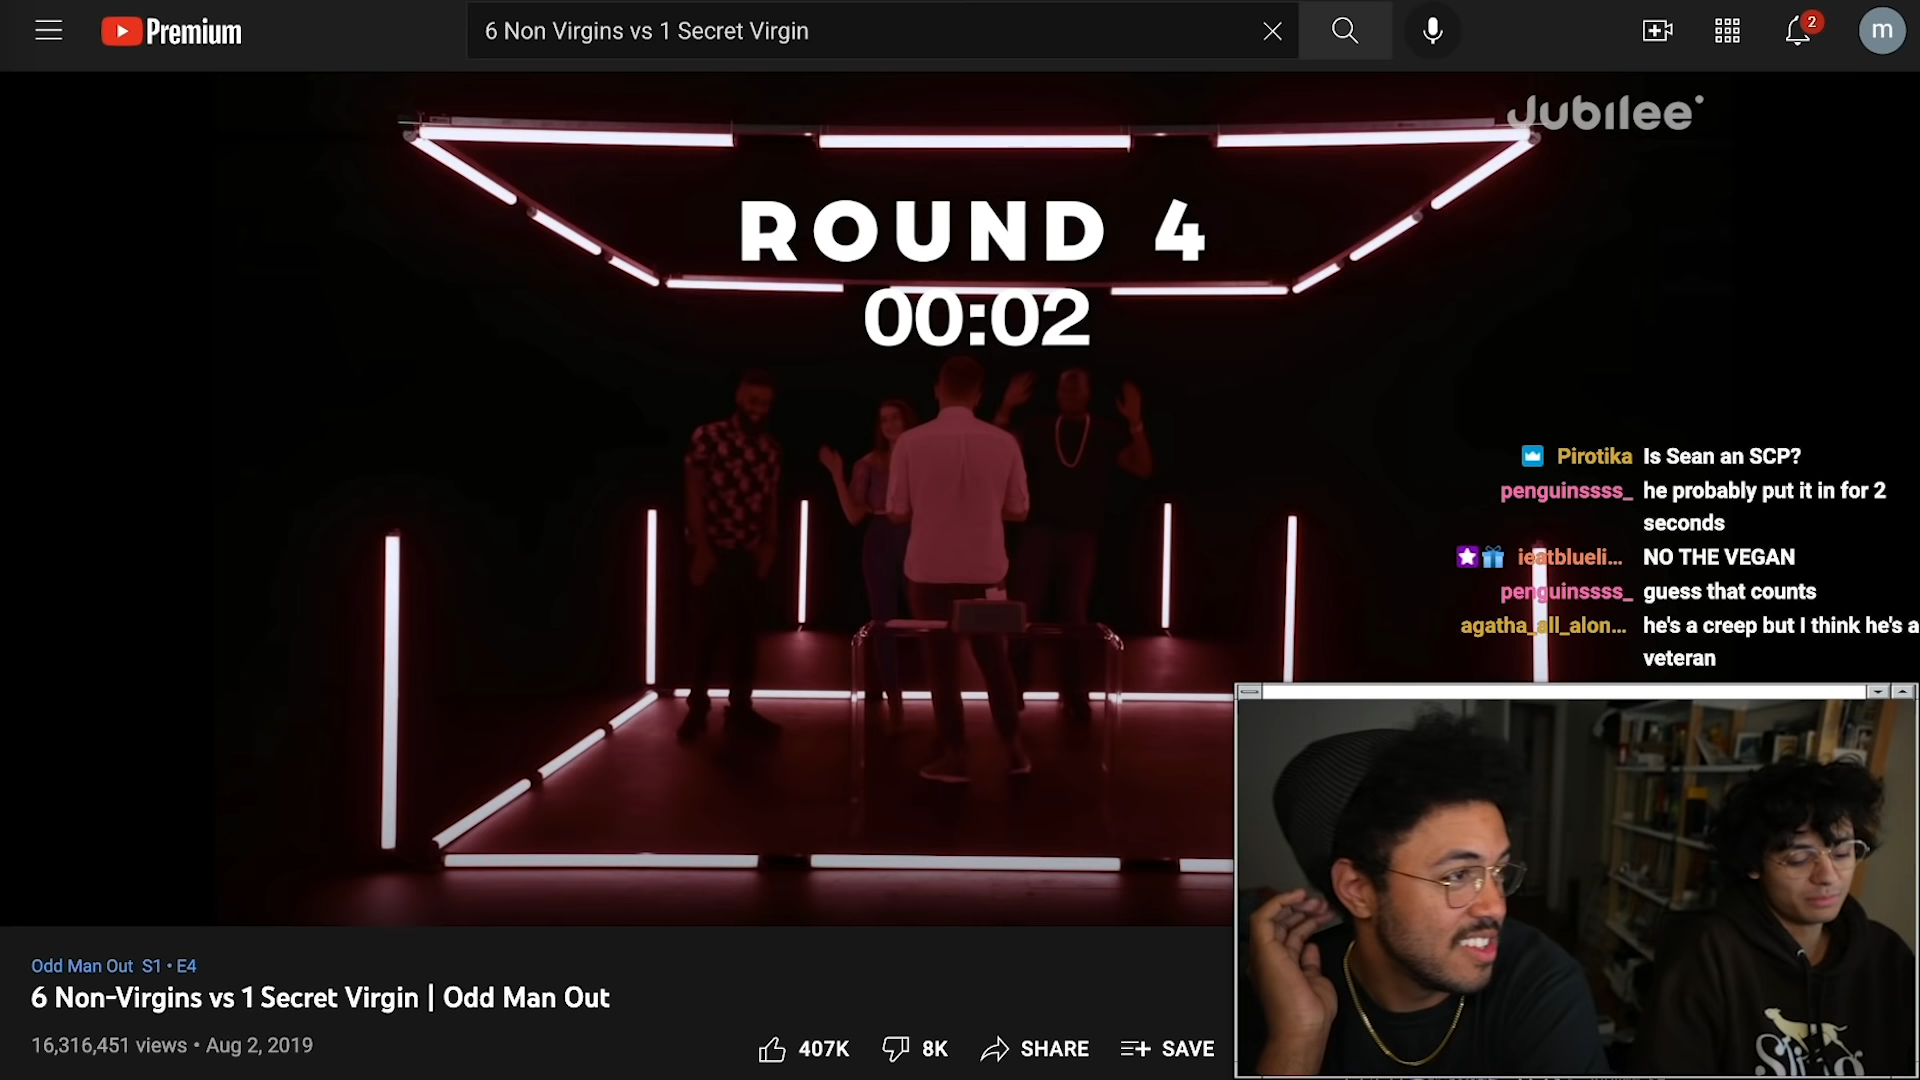 Premium
6 Non Virgins vs 1 Secret Virgin
2
m
Jubilee
ROUND 4
00:02
Pirotika Is Sean an SCP?
penguinssss_ he probably put it in for 2
seconds
ieatblueli... NO THE VEGAN
penguinssss_ guess that counts
agatha_all_alon... he's a creep but I think he's a
veteran
Odd Man Out S1 • E4
6 Non-Virgins vs 1 Secret Virgin | Odd Man Out
16,316,451 views • Aug 2, 2019
407K
8K
SHARE
SAVE